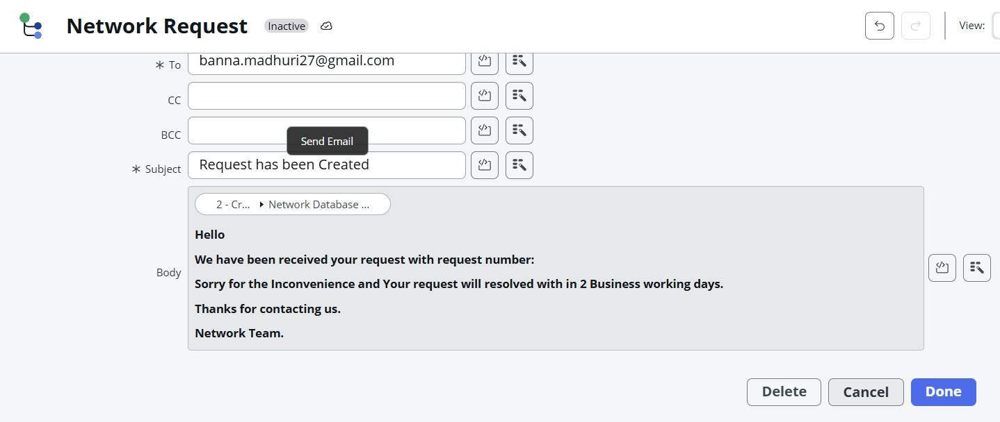 Network Request Inactive View:
* To banna.madhuri27@gmail.com
CC
BCC
Send Email
* Subject Request has been Created
2 - Cr... ▸ Network Database ...
Hello
We have been received your request with request number:
Body
Sorry for the Inconvenience and Your request will resolved with in 2 Business working days.
Thanks for contacting us.
Network Team.
Delete Cancel Done